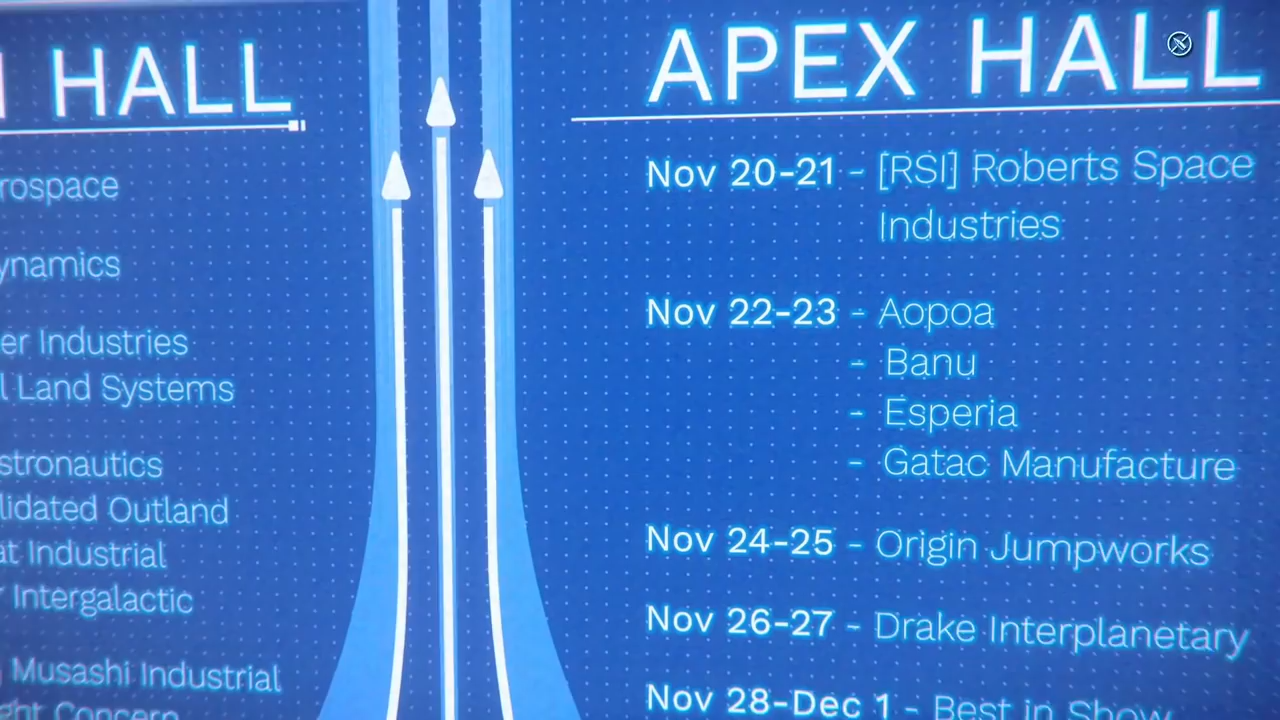 HALL
rospace
ynamics
er Industries
l Land Systems
stronautics
lidated Outland
at Industrial
Intergalactic
Musashi Industrial
ght Concern
APEX HALL
Nov 20-21 - [RSI] Roberts Space
Industries
Nov 22-23 - Aopoa
- Banu
- Esperia
- Gatac Manufacture
Nov 24-25 - Origin Jumpworks
Nov 26-27 - Drake Interplanetary
Nov 28-Dec 1 - Best in Show